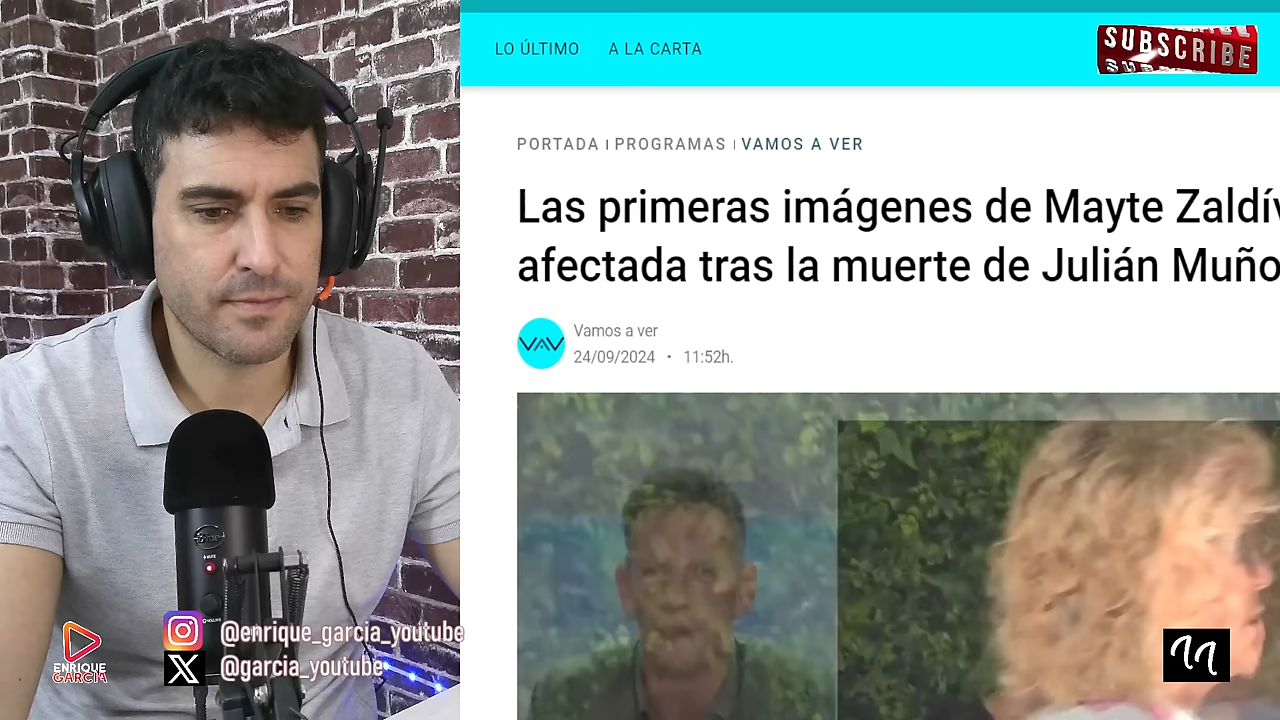 LO ÚLTIMO A LA CARTA
SUBSCRIBE
PORTADA | PROGRAMAS | VAMOS A VER
Las primeras imágenes de Mayte Zaldív
afectada tras la muerte de Julián Muño
VAV
Vamos a ver
24/09/2024 • 11:52h.
@enrique_garcia_youtube
@garcia_youtube
ENRIQUE
GARCIA